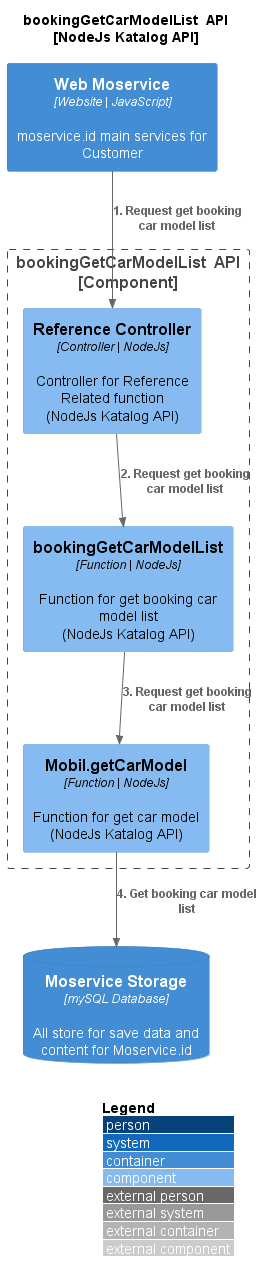 bookingGetCarModelList API
[NodeJs Katalog API]
Web Moservice
[Website | JavaScript]
moservice.id main services for
Customer
1. Request get booking
car model list
bookingGetCarModelList API
[Component]
Reference Controller
[Controller | NodeJs]
Controller for Reference
Related function
(NodeJs Katalog API)
2. Request get booking
car model list
bookingGetCarModelList
[Function | NodeJs]
Function for get booking car
model list
(NodeJs Katalog API)
3. Request get booking
car model list
Mobil.getCarModel
[Function | NodeJs]
Function for get car model
(NodeJs Katalog API)
4. Get booking car model
list
Moservice Storage
[mySQL Database]
All store for save data and
content for Moservice.id
Legend
person
system
container
component
external person
external system
external container
external component